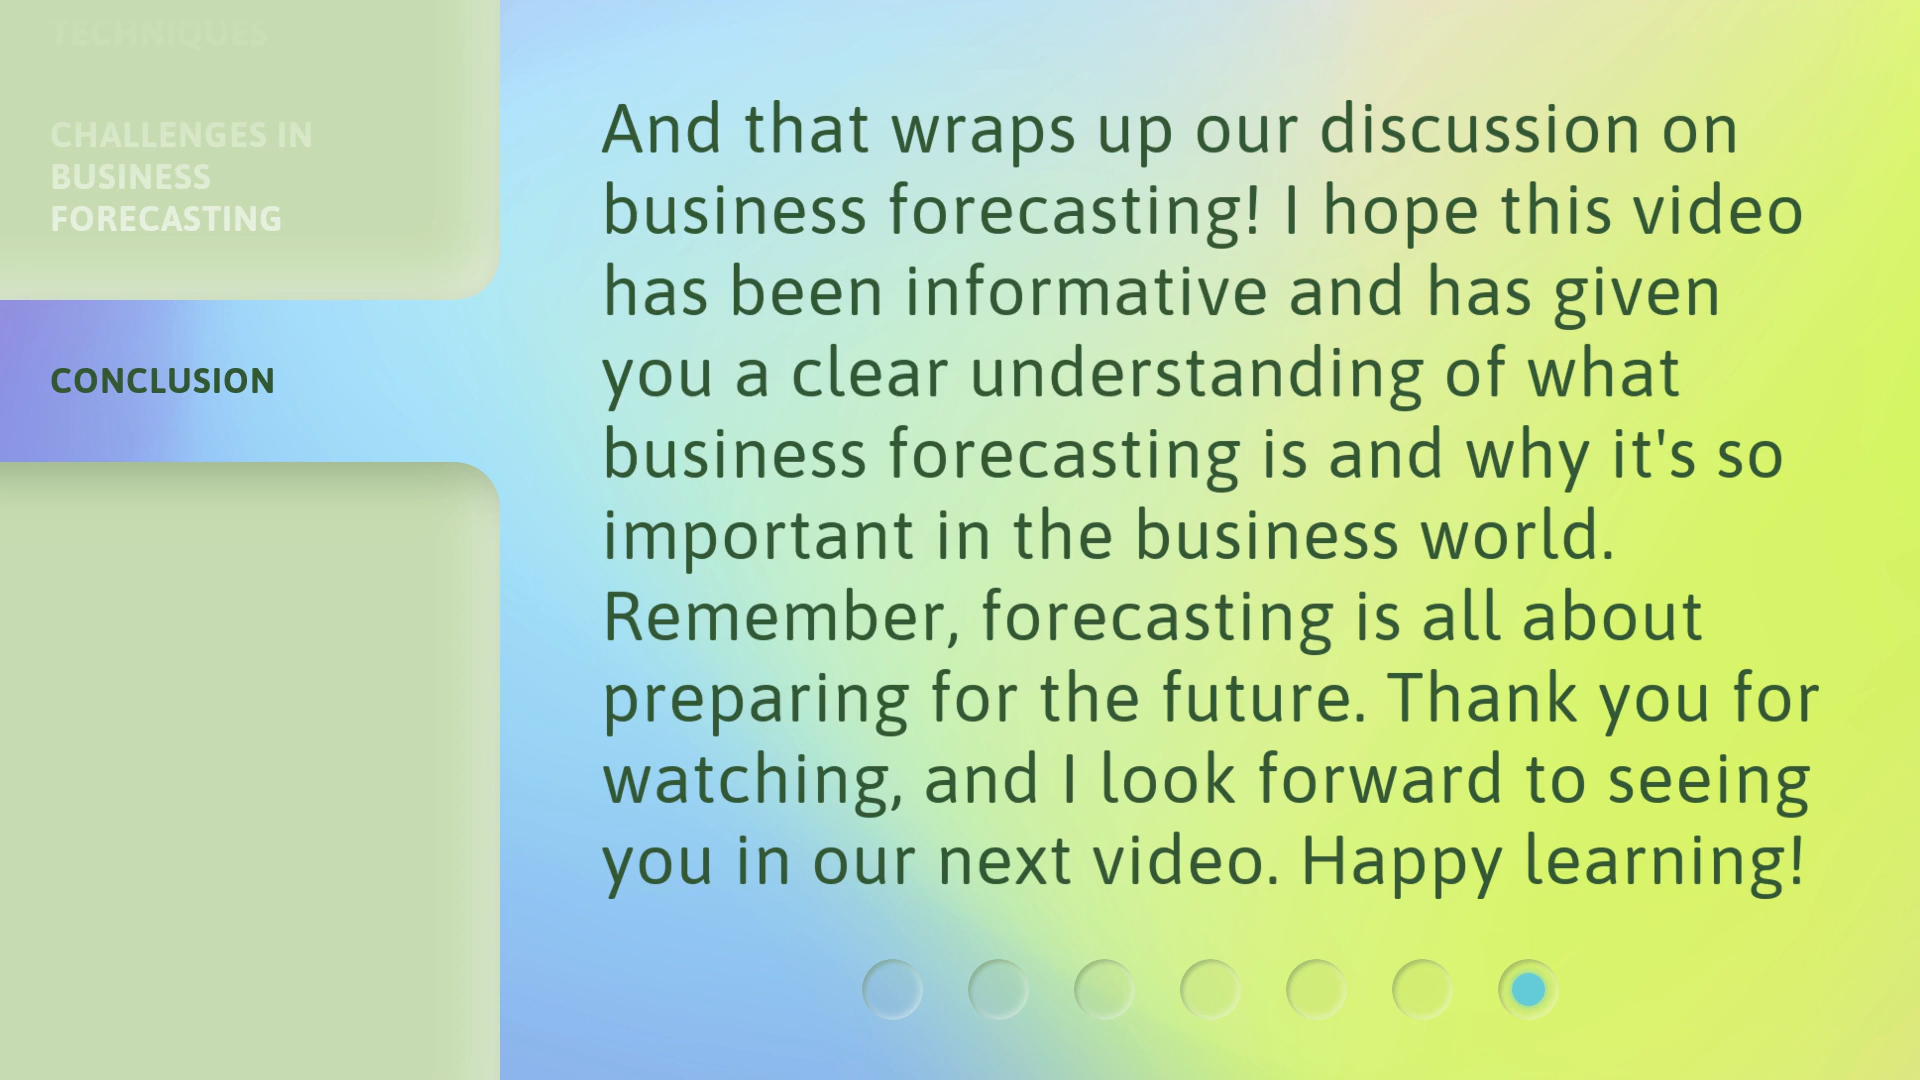 TECHNIQUES
CHALLENGES IN
BUSINESS
FORECASTING
CONCLUSION
And that wraps up our discussion on
business forecasting! I hope this video
has been informative and has given
you a clear understanding of what
business forecasting is and why it's so
important in the business world.
Remember, forecasting is all about
preparing for the future. Thank you for
watching, and I look forward to seeing
you in our next video. Happy learning!